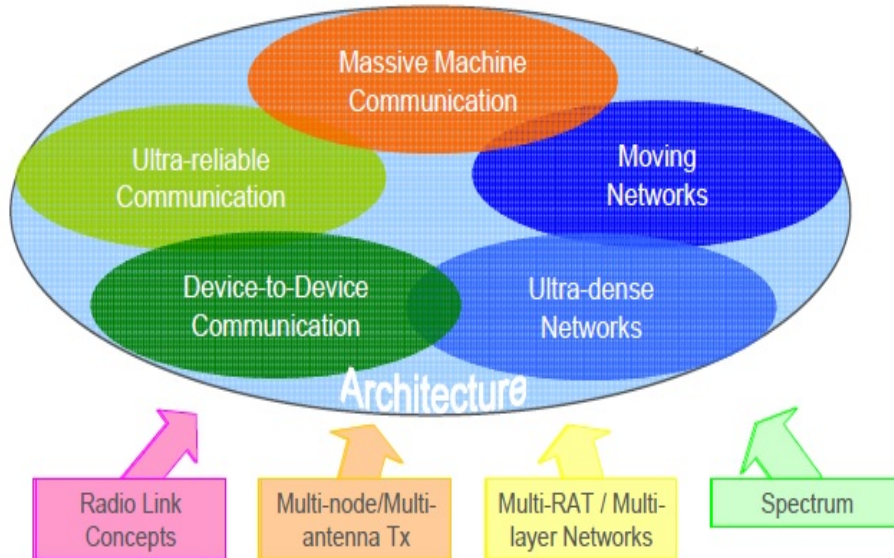 Massive Machine
Communication
Ultra-reliable
Communication
Moving
Networks
Device-to-Device
Communication
Ultra-dense
Networks
Architecture
Radio Link
Concepts
Multi-node/Multi-
antenna Tx
Multi-RAT / Multi-
layer Networks
Spectrum